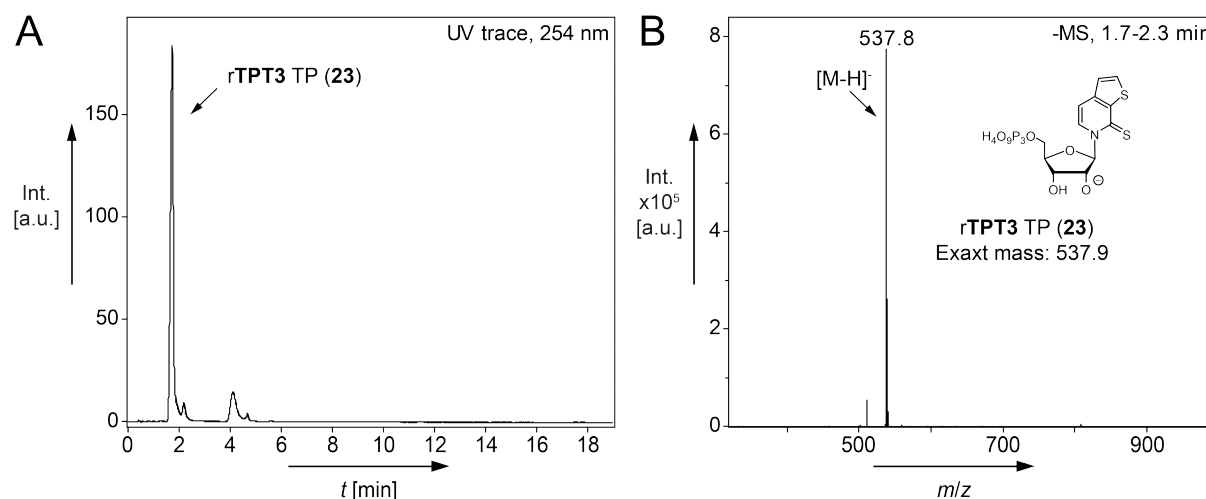 A
UV trace, 254 nm
rTPT3 TP (23)
150
100
50
0
Int.
[a.u.]
0 2 4 6 8 10 12 14 16 18
t [min]
B
-MS, 1.7-2.3 min
537.8
[M-H]-
8
6
4
2
0
Int.
x10⁵
[a.u.]
S
N
S
H₄O₉P₃O
O
OH
O
⊖
rTPT3 TP (23)
Exaxt mass: 537.9
500 700 900
m/z